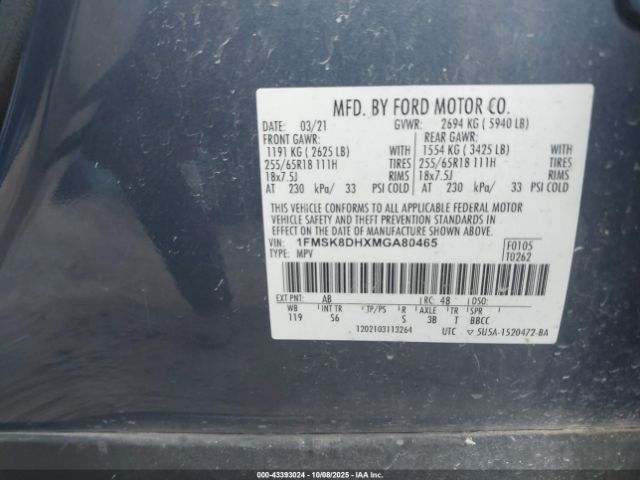 MFD. BY FORD MOTOR CO.
DATE: 03/21 GVWR: 2694 KG ( 5940 LB)
FRONT GAWR: REAR GAWR:
1191 KG ( 2625 LB) WITH 1554 KG ( 3425 LB) WITH
255/65R18 111H TIRES 255/65R18 111H TIRES
18x7.5J RIMS 18x7.5J RIMS
AT 230 kPa/ 33 PSI COLD AT 230 kPa/ 33 PSI COLD
THIS VEHICLE CONFORMS TO ALL APPLICABLE FEDERAL MOTOR
VEHICLE SAFETY AND THEFT PREVENTION STANDARDS IN
EFFECT ON THE DATE OF MANUFACTURE SHOWN ABOVE.
VIN: 1FMSK8DHXMGA80465 F0105
TYPE: MPV T0262
EXT PNT: AB RC: 48 DSO:
WB INT TR TP/PS R AXLE TR SPR
119 S6 S 3B T BBCC
1202103113264 UTC 5U5A-1520472-BA
00-43393024 | 10/08/2025 - IAA Inc.